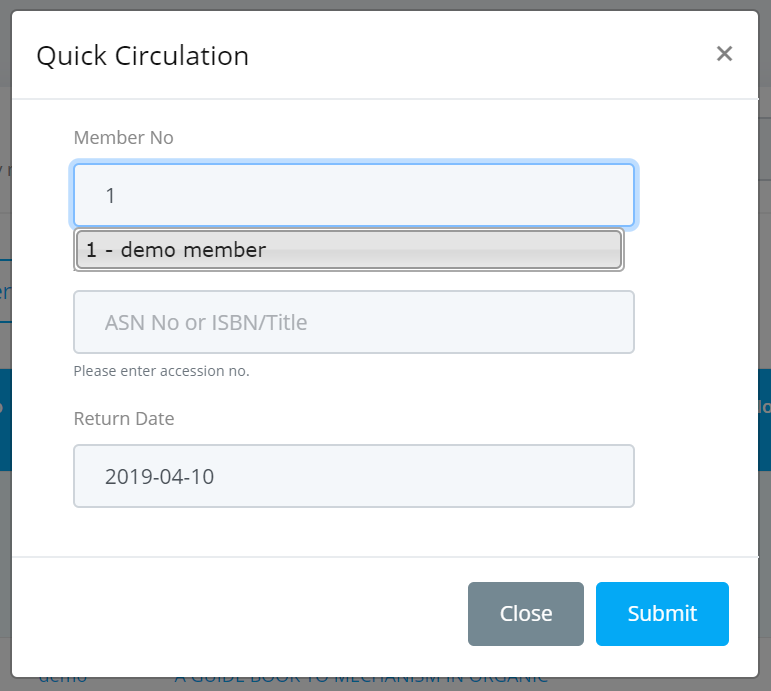 Quick Circulation
×
Member No
1
1 - demo member
ASN No or ISBN/Title
Please enter accession no.
Return Date
2019-04-10
Close Submit
demo A GUIDE BOOK TO MECHANISM IN ORGANIC